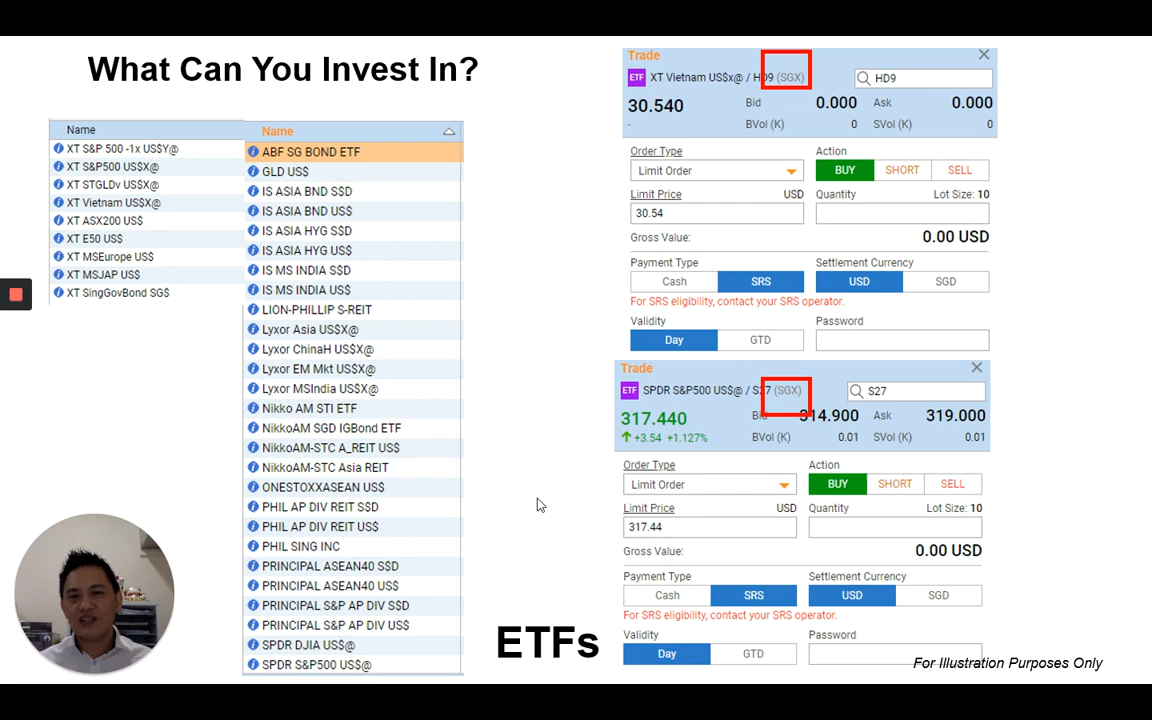 What Can You Invest In?
Name
XT S&P 500 -1x US$Y@
XT S&P500 US$X@
XT STGLDv US$X@
XT Vietnam US$X@
XT ASX200 US$
XT E50 US$
XT MSEurope US$
XT MSJAP US$
XT SingGovBond SG$
Name
ABF SG BOND ETF
GLD US$
IS ASIA BND S$D
IS ASIA BND US$
IS ASIA HYG S$D
IS ASIA HYG US$
IS MS INDIA S$D
IS MS INDIA US$
LION-PHILLIP S-REIT
Lyxor Asia US$X@
Lyxor ChinaH US$X@
Lyxor EM Mkt US$X@
Lyxor MSIndia US$X@
Nikko AM STI ETF
NikkoAM SGD IGBond ETF
NikkoAM-STC A_REIT US$
NikkoAM-STC Asia REIT
ONESTOXXASEAN US$
PHIL AP DIV REIT S$D
PHIL AP DIV REIT US$
PHIL SING INC
PRINCIPAL ASEAN40 S$D
PRINCIPAL ASEAN40 US$
PRINCIPAL S&P AP DIV S$D
PRINCIPAL S&P AP DIV US$
SPDR DJIA US$@
SPDR S&P500 US$@
ETFs
Trade
ETF XT Vietnam US$x@ / HD9 (SGX) HD9
30.540 Bid 0.000 Ask 0.000
- BVol (K) 0 SVol (K) 0
Order Type Action
Limit Order BUY SHORT SELL
Limit Price USD Quantity Lot Size: 10
30.54
Gross Value: 0.00 USD
Payment Type Settlement Currency
Cash SRS USD SGD
For SRS eligibility, contact your SRS operator.
Validity Password
Day GTD
Trade
ETF SPDR S&P500 US$@ / S27 (SGX) S27
317.440 Bid 314.900 Ask 319.000
+3.54 +1.127% BVol (K) 0.01 SVol (K) 0.01
Order Type Action
Limit Order BUY SHORT SELL
Limit Price USD Quantity Lot Size: 10
317.44
Gross Value: 0.00 USD
Payment Type Settlement Currency
Cash SRS USD SGD
For SRS eligibility, contact your SRS operator.
Validity Password
Day GTD
For Illustration Purposes Only